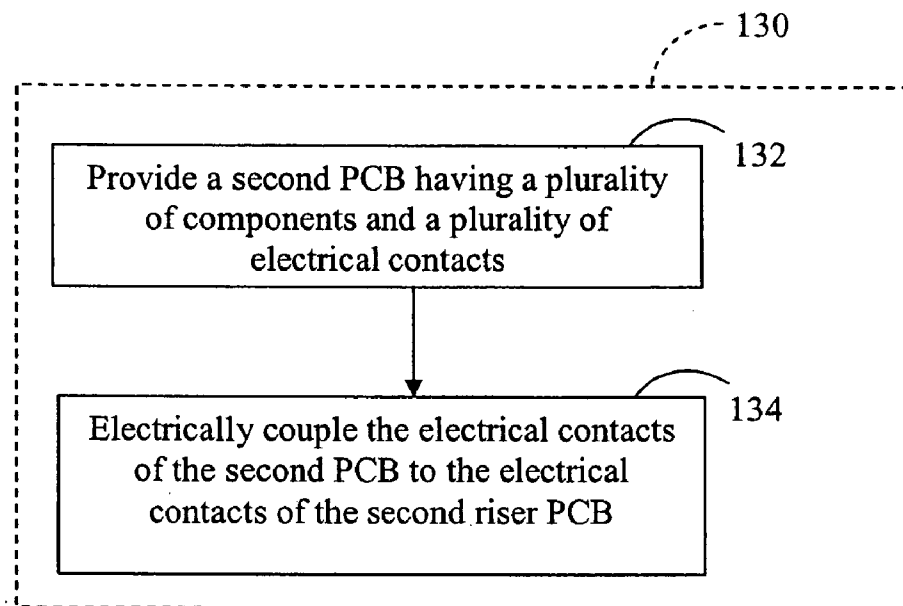 130
132
Provide a second PCB having a plurality
of components and a plurality of
electrical contacts
134
Electrically couple the electrical contacts
of the second PCB to the electrical
contacts of the second riser PCB